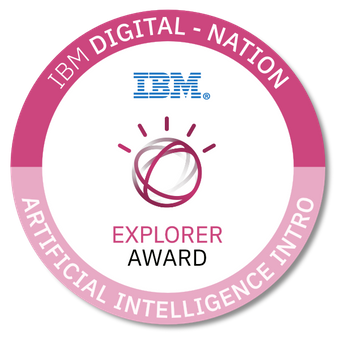 IBM DIGITAL - NATION
IBM®
EXPLORER
AWARD
ARTIFICIAL INTELLIGENCE INTRO